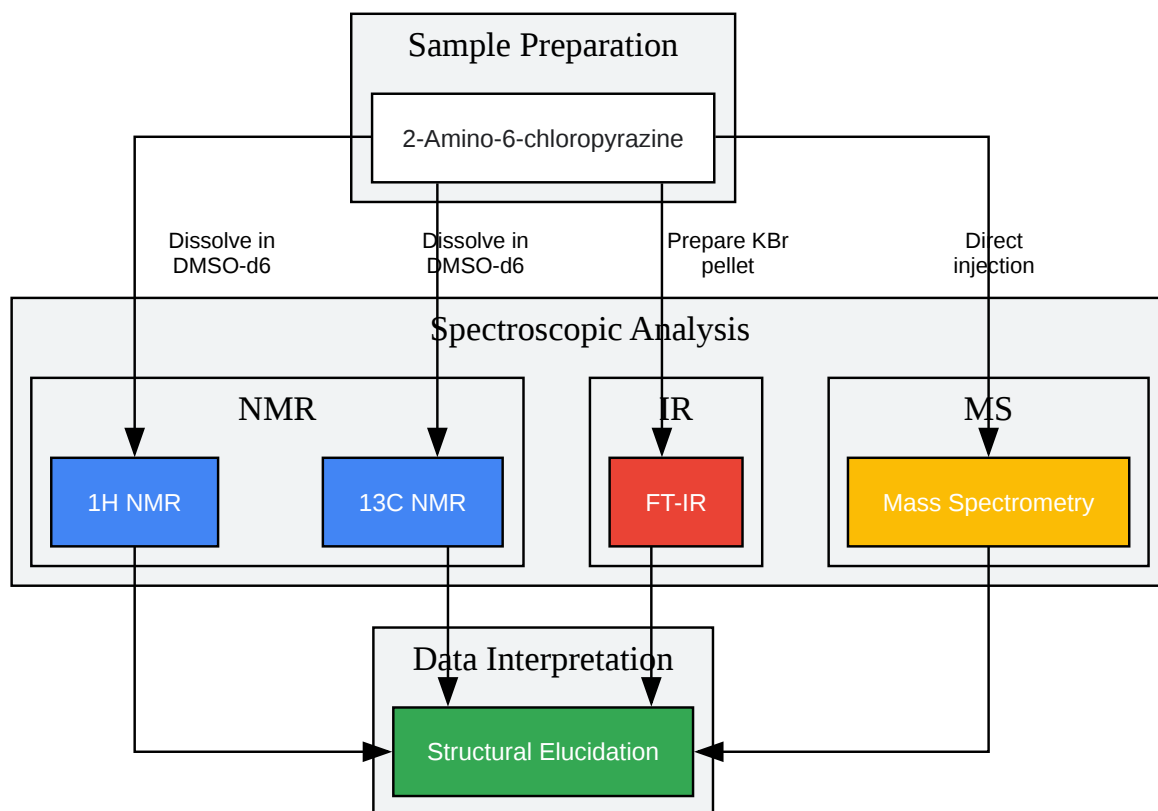 Sample Preparation
2-Amino-6-chloropyrazine
Dissolve in
DMSO-d6
Dissolve in
DMSO-d6
Prepare KBr
pellet
Direct
injection
Spectroscopic Analysis
NMR
IR
MS
1H NMR
13C NMR
FT-IR
Mass Spectrometry
Data Interpretation
Structural Elucidation